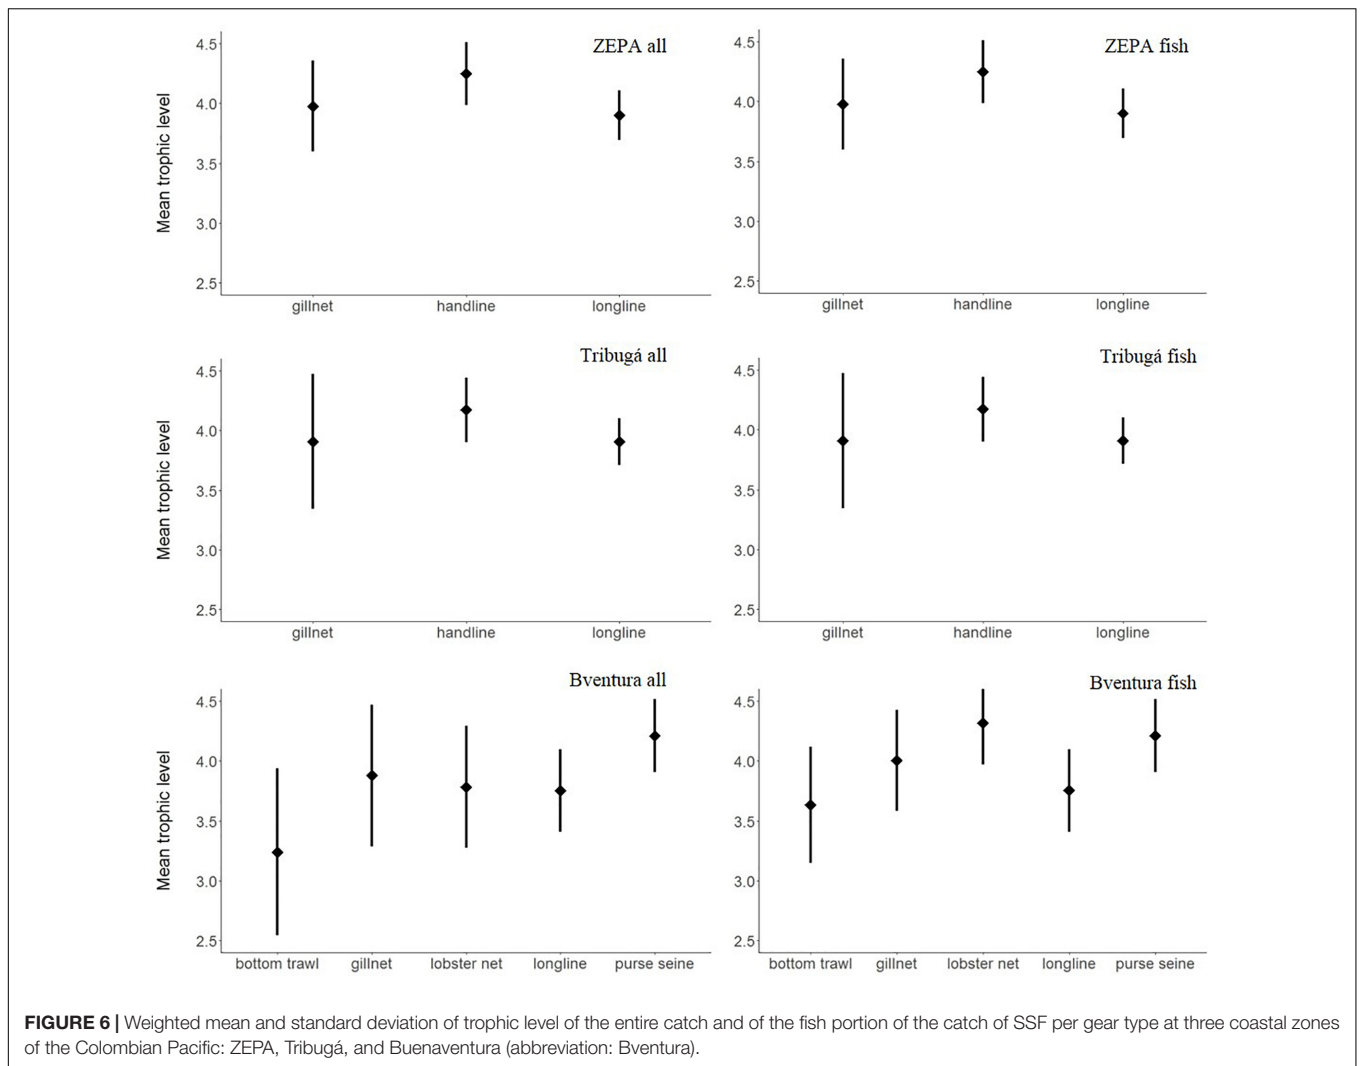 ZEPA all
Mean trophic level
4.5
4.0
3.5
3.0
2.5
gillnet handline longline
ZEPA fish
4.5
4.0
3.5
3.0
2.5
gillnet handline longline
Tribugá all
Mean trophic level
4.5
4.0
3.5
3.0
2.5
gillnet handline longline
Tribugá fish
4.5
4.0
3.5
3.0
2.5
gillnet handline longline
Bventura all
Mean trophic level
4.5
4.0
3.5
3.0
2.5
bottom trawl gillnet lobster net longline purse seine
Bventura fish
4.5
4.0
3.5
3.0
2.5
bottom trawl gillnet lobster net longline purse seine
FIGURE 6 | Weighted mean and standard deviation of trophic level of the entire catch and of the fish portion of the catch of SSF per gear type at three coastal zones
of the Colombian Pacific: ZEPA, Tribugá, and Buenaventura (abbreviation: Bventura).